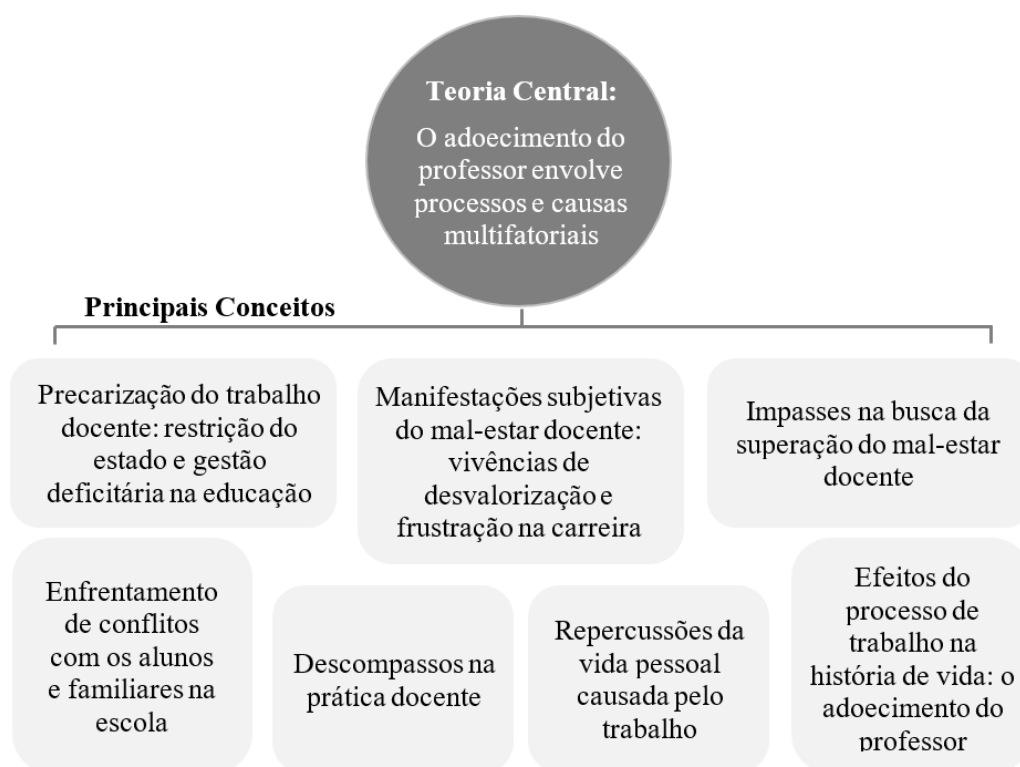 Teoria Central:
O adoecimento do
professor envolve
processos e causas
multifatoriais
Principais Conceitos
Precarização do trabalho
docente: restrição do
estado e gestão
deficitária na educação
Manifestações subjetivas
do mal-estar docente:
vivências de
desvalorização e
frustração na carreira
Impasses na busca da
superação do mal-estar
docente
Enfrentamento
de conflitos
com os alunos
e familiares na
escola
Descompassos na
prática docente
Repercussões da
vida pessoal
causada pelo
trabalho
Efeitos do
processo de
trabalho na
história de vida: o
adoecimento do
professor